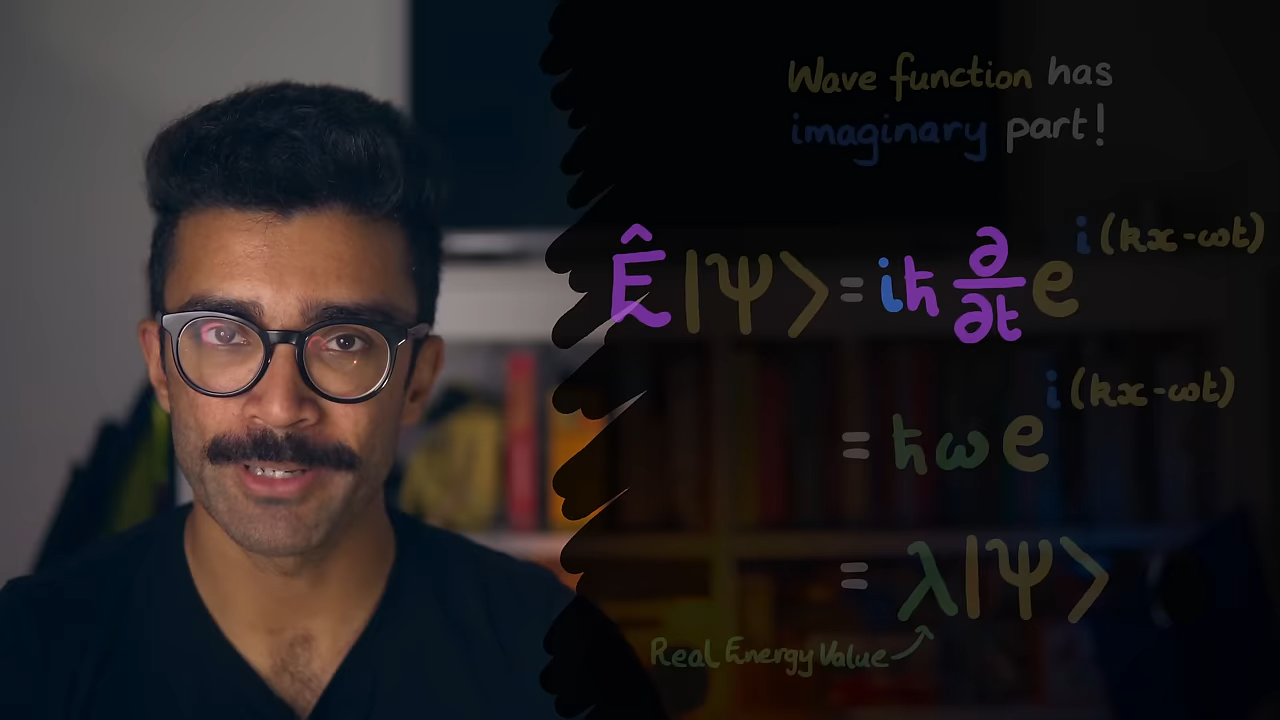 Wave function has
imaginary part!
Ê|ψ⟩ = iħ ∂/∂t e^i(kx-ωt)
= ħω e^i(kx-ωt)
= λ|ψ⟩
Real Energy Value